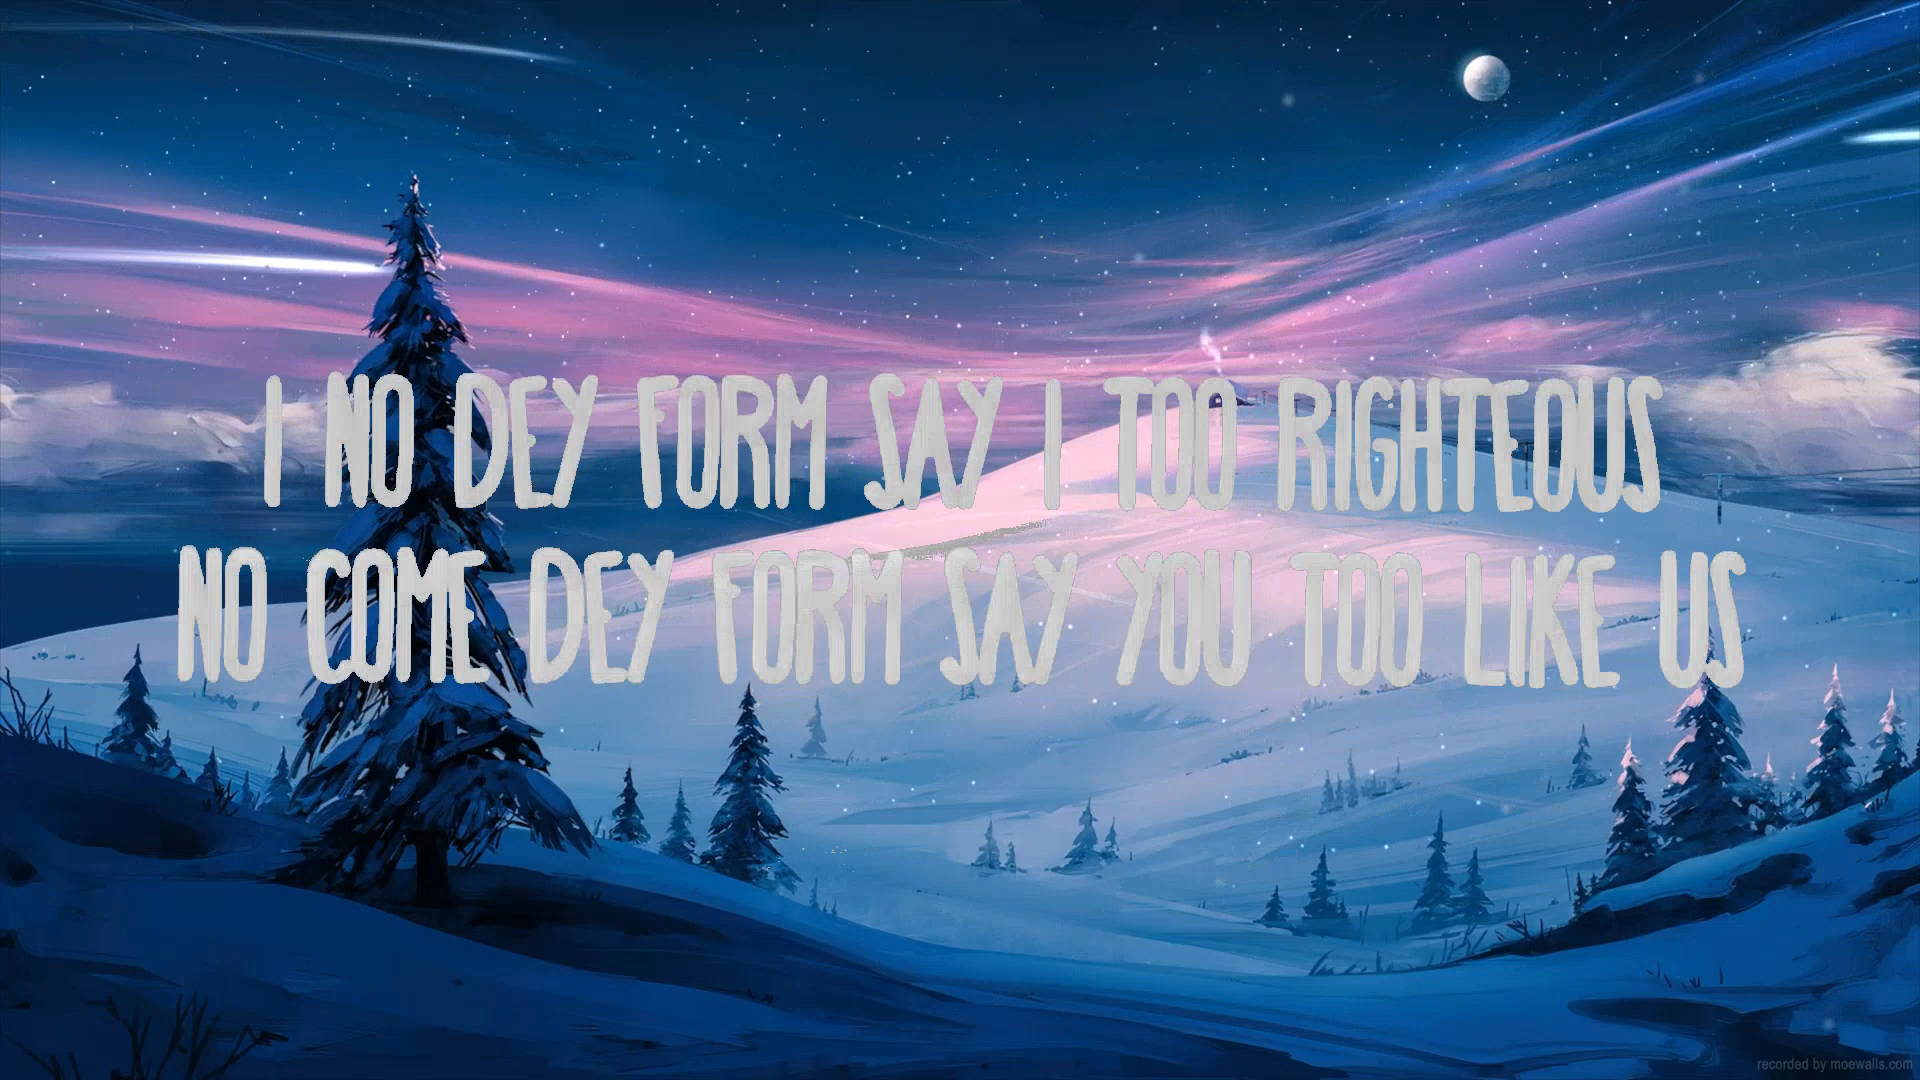 I NO DEY FORM SAY I TOO RIGHTEOUS
NO COME DEY FORM SAY YOU TOO LIKE US
recorded by moewalls.com